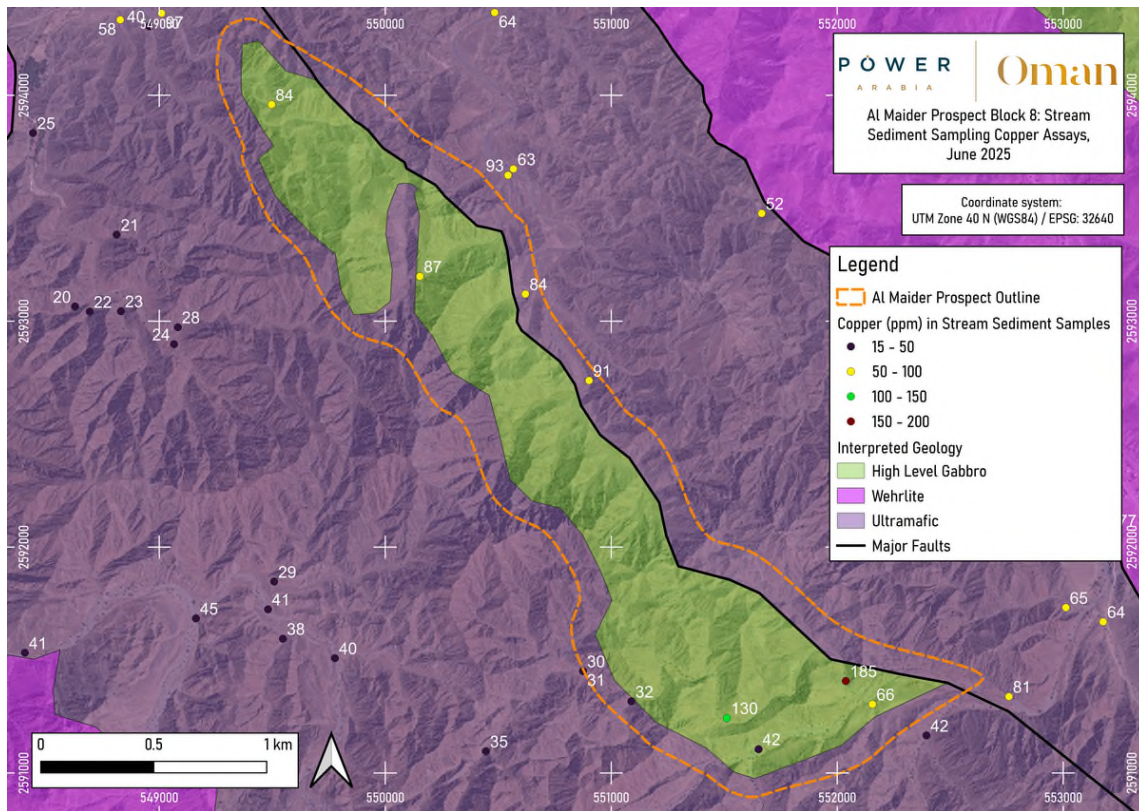 POWER
ARABIA
Oman
Al Maider Prospect Block 8: Stream
Sediment Sampling Copper Assays,
June 2025
Coordinate system:
UTM Zone 40 N (WGS84) / EPSG: 32640
Legend
Al Maider Prospect Outline
Copper (ppm) in Stream Sediment Samples
15 - 50
50 - 100
100 - 150
150 - 200
Interpreted Geology
High Level Gabbro
Wehrlite
Ultramafic
Major Faults
549000
550000
551000
552000
553000
40
58
64
2594000
2594000
84
25
63
93
52
21
87
84
20
22
23
28
24
2593000
2593000
91
77
2592000
2592000
29
41
45
38
40
41
65
64
30
31
32
185
66
81
130
42
42
35
2591000
2591000
0
0.5
1 km
549000
550000
551000
552000
553000